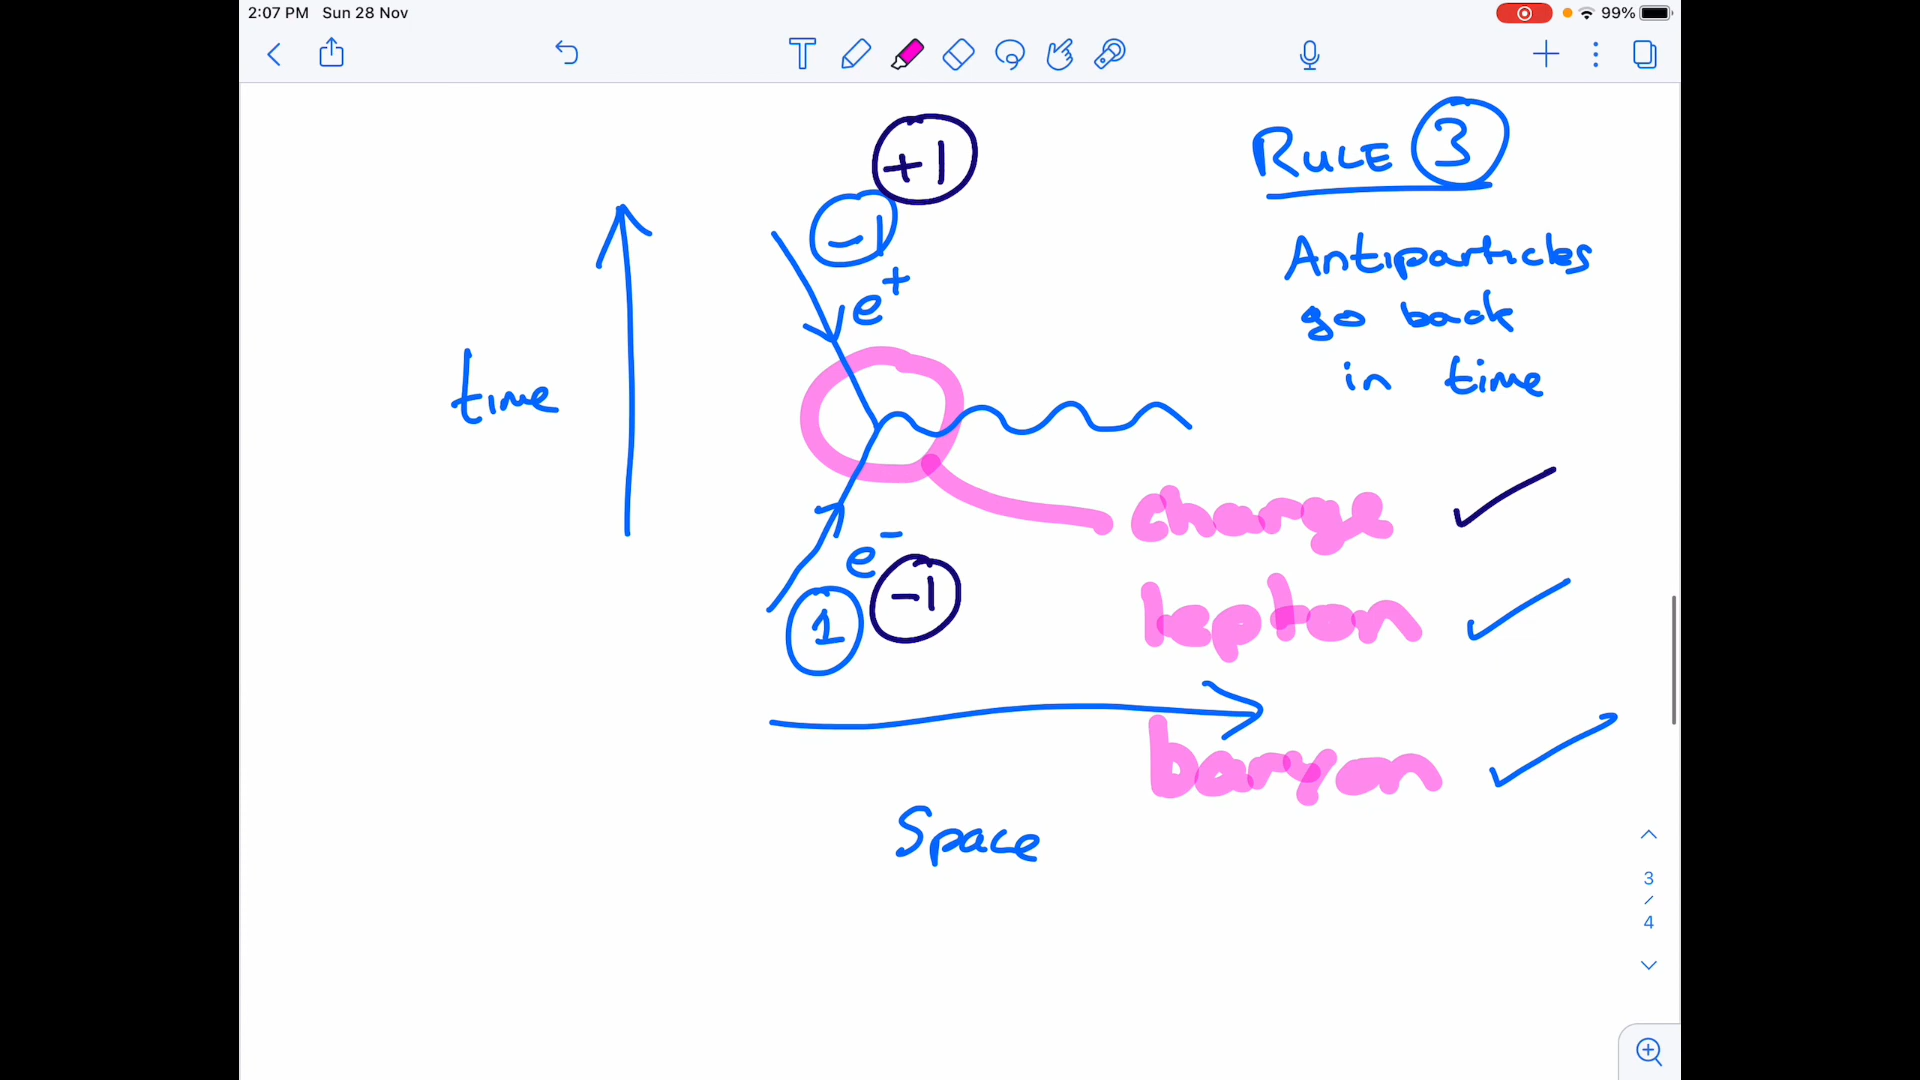 2:07 PM Sun 28 Nov
99%
+1
RULE 3
-1
Antiparticles
e+
go back
in time
time
charge
e-
-1
1
lepton
baryon
Space
3
/
4